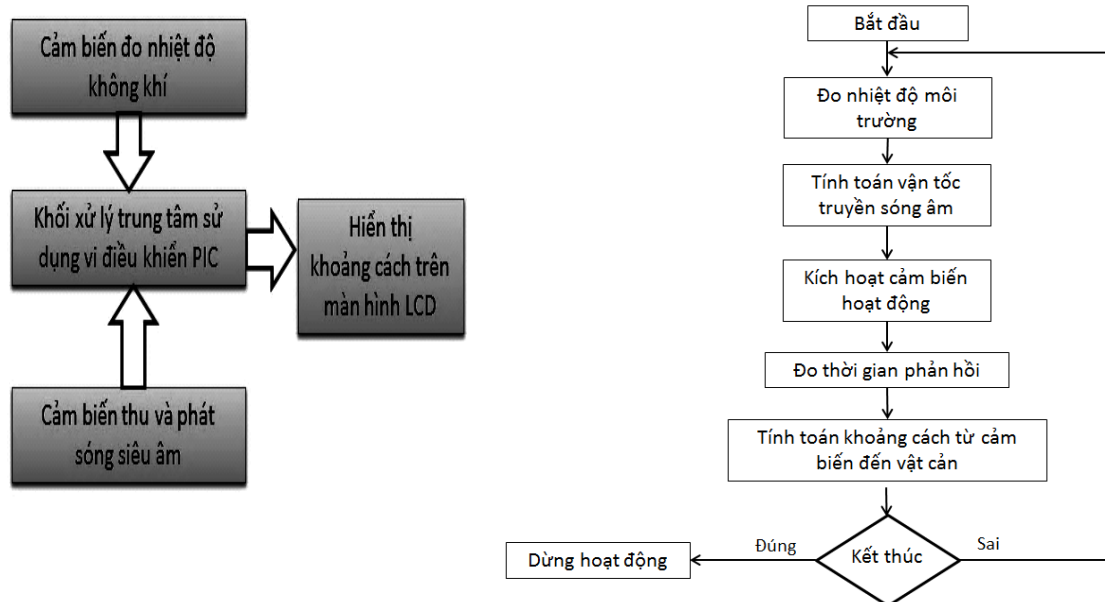 Cảm biến đo nhiệt độ
không khí
Khối xử lý trung tâm sử
dụng vi điều khiển PIC
Hiển thị
khoảng cách trên
màn hình LCD
Cảm biến thu và phát
sóng siêu âm
Bắt đầu
Đo nhiệt độ môi
trường
Tính toán vận tốc
truyền sóng âm
Kích hoạt cảm biến
hoạt động
Đo thời gian phản hồi
Tính toán khoảng cách từ cảm
biến đến vật cản
Kết thúc
Đúng
Sai
Dừng hoạt động